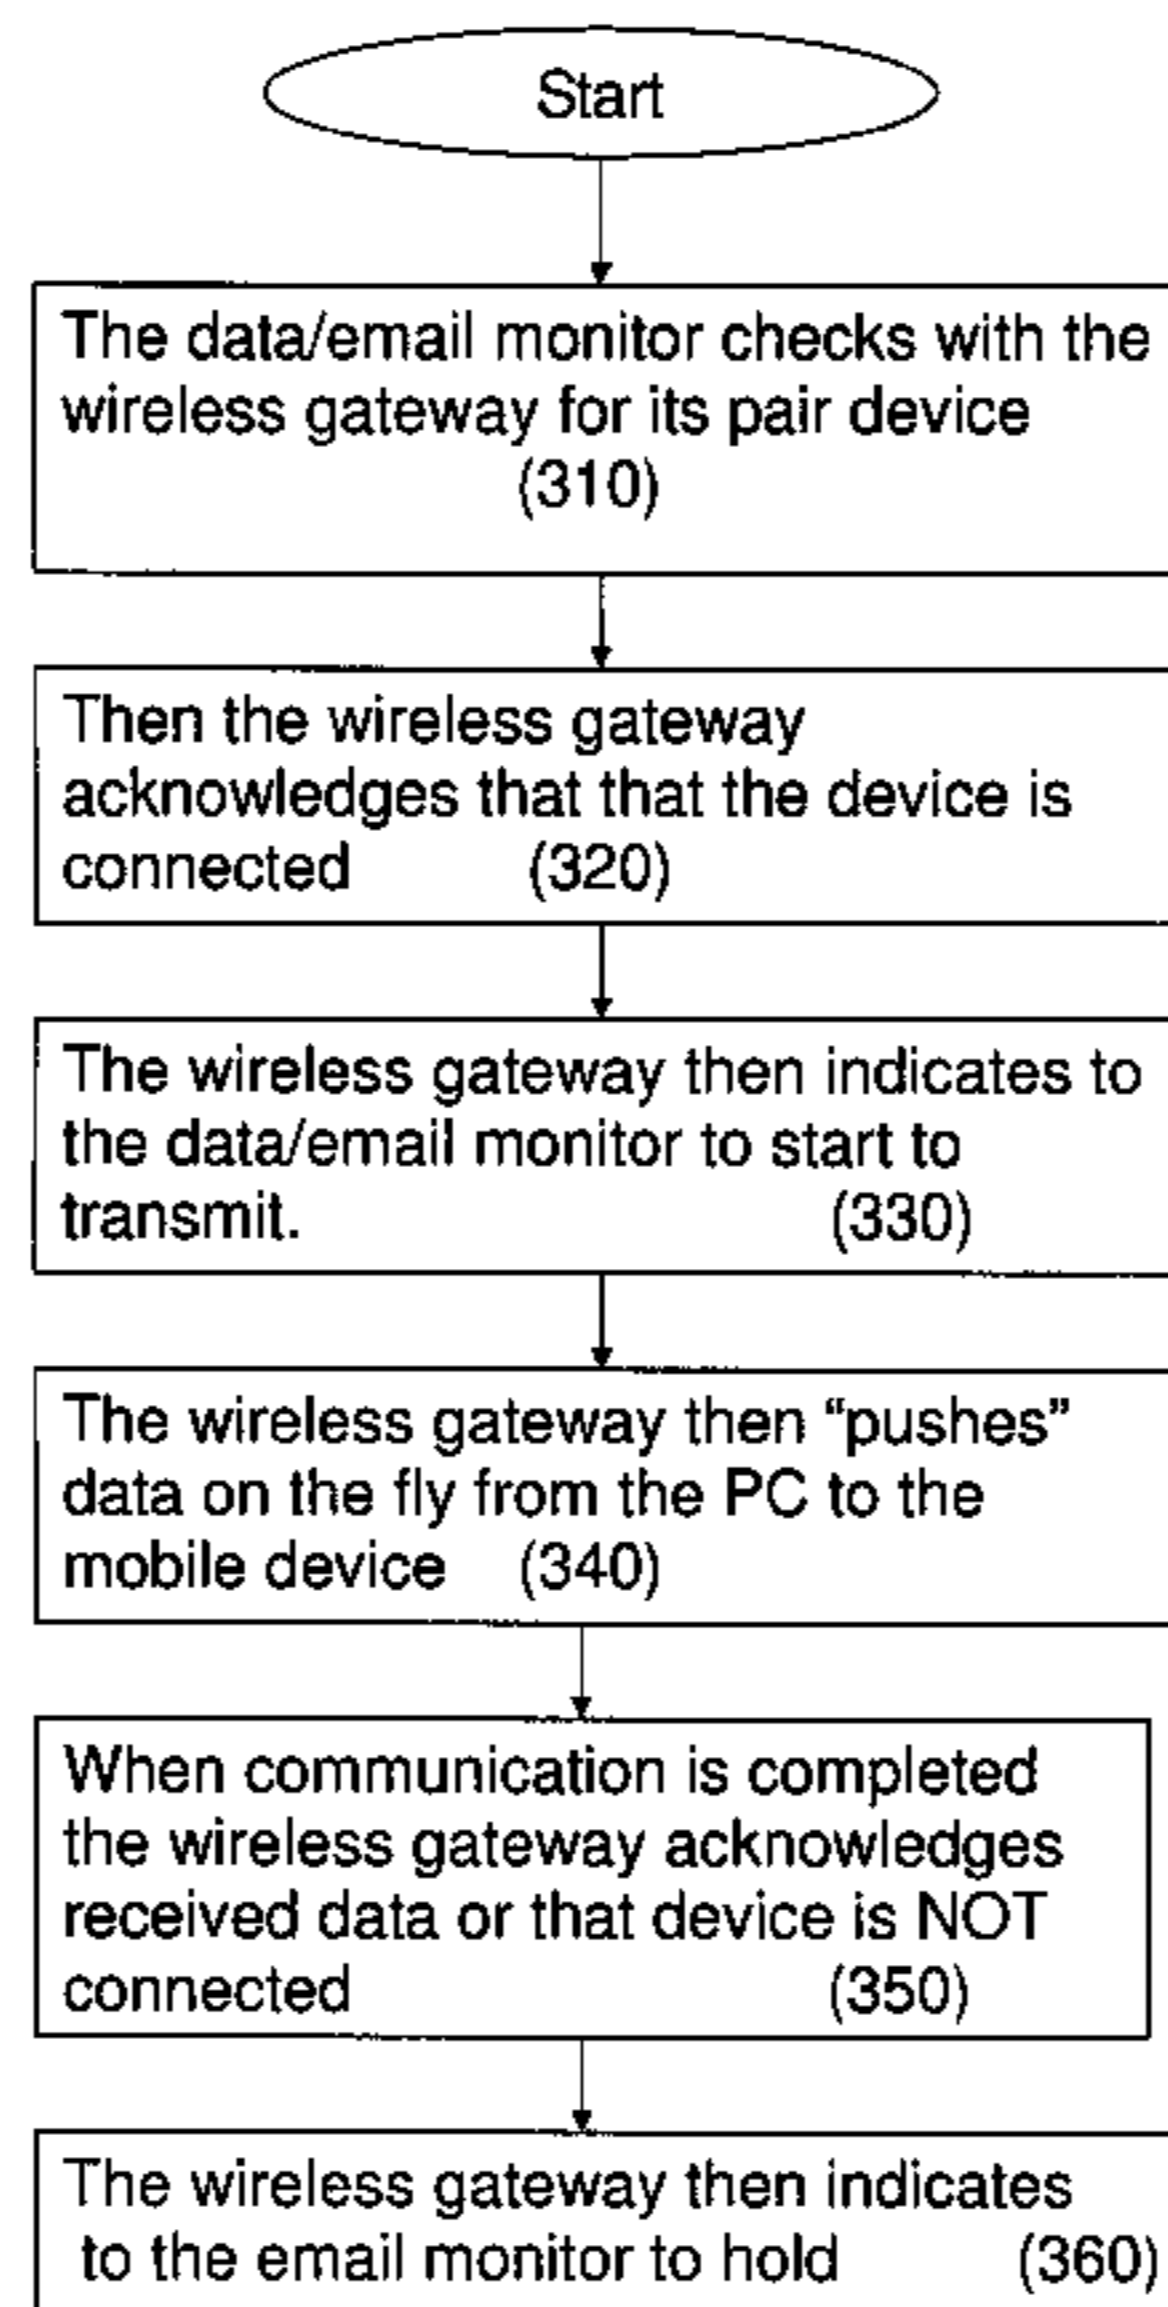 Start
The data/email monitor checks with the
wireless gateway for its pair device
(310)
Then the wireless gateway
acknowledges that that the device is
connected (320)
The wireless gateway then indicates to
the data/email monitor to start to
transmit. (330)
The wireless gateway then “pushes”
data on the fly from the PC to the
mobile device (340)
When communication is completed
the wireless gateway acknowledges
received data or that device is NOT
connected (350)
The wireless gateway then indicates
to the email monitor to hold (360)